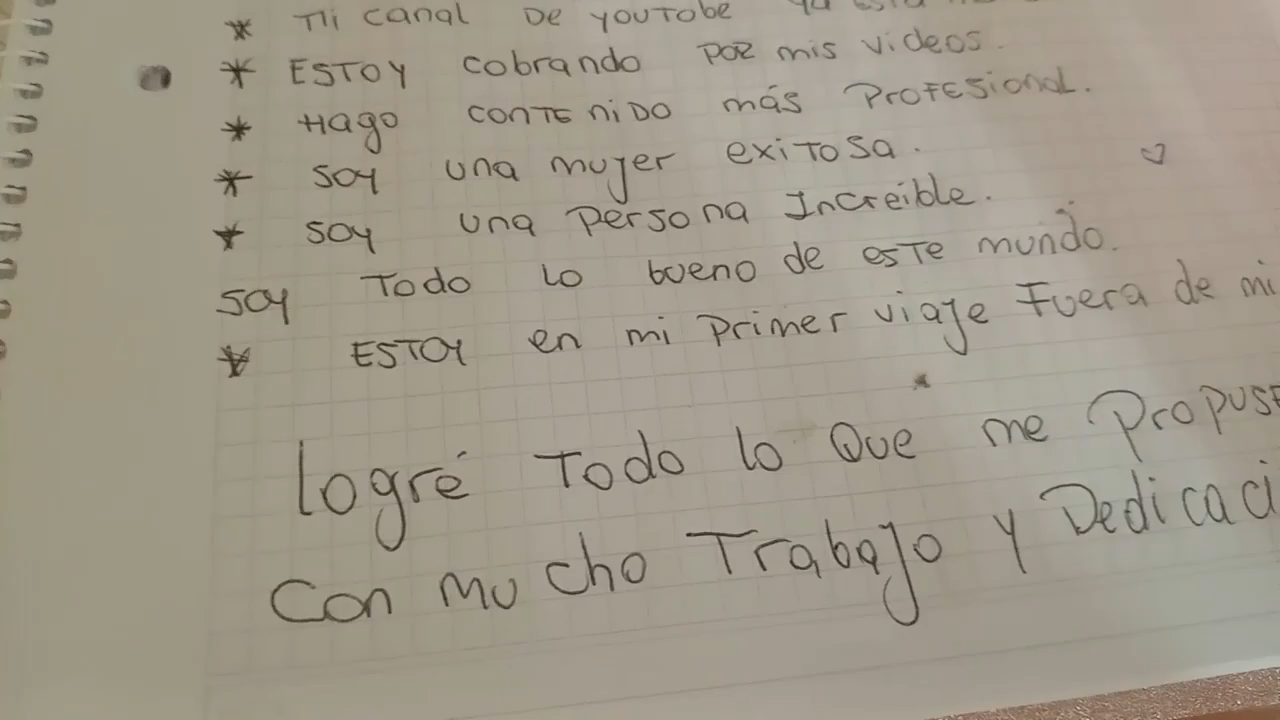 * Mi canal De YouTube ya
* ESTOY cobrando POR mis videos.
* Hago contenido más Profesional.
* Soy una mujer exitosa.
* Soy una Persona Increible.
Soy Todo lo bueno de este mundo.
* ESTOY en mi Primer viaje Fuera de mi
logré Todo lo Que me Propuse
Con mucho Trabajo y Dedicaci